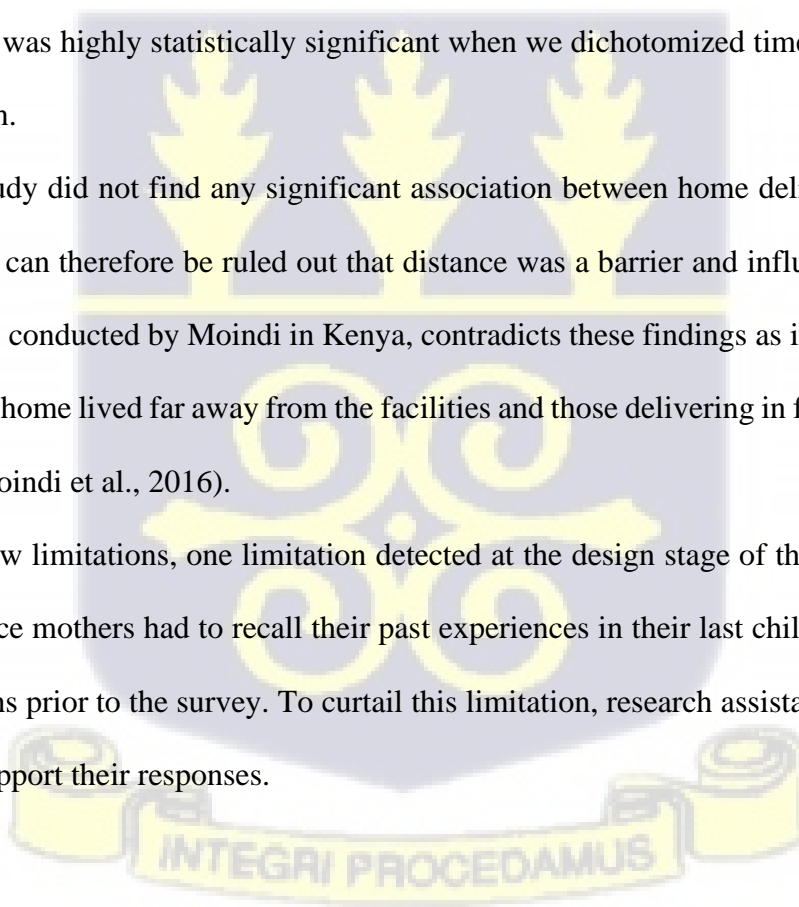 was highly statistically significant when we dichotomized time
n.
udy did not find any significant association between home deli
can therefore be ruled out that distance was a barrier and influ
conducted by Moindi in Kenya, contradicts these findings as i
home lived far away from the facilities and those delivering in f
oindi et al., 2016).
w limitations, one limitation detected at the design stage of th
ce mothers had to recall their past experiences in their last chil
ns prior to the survey. To curtail this limitation, research assista
pport their responses.
INTEGRI PROCEDAMUS